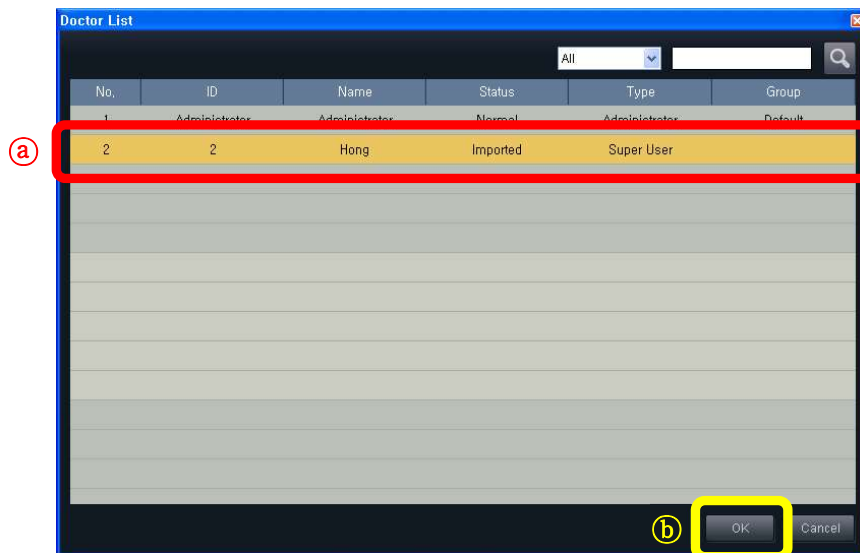 Doctor List
All
No. ID Name Status Type Group
1 Administrator Administrator Normal Administrator Default
ⓐ 2 2 Hong Imported Super User
ⓑ OK Cancel